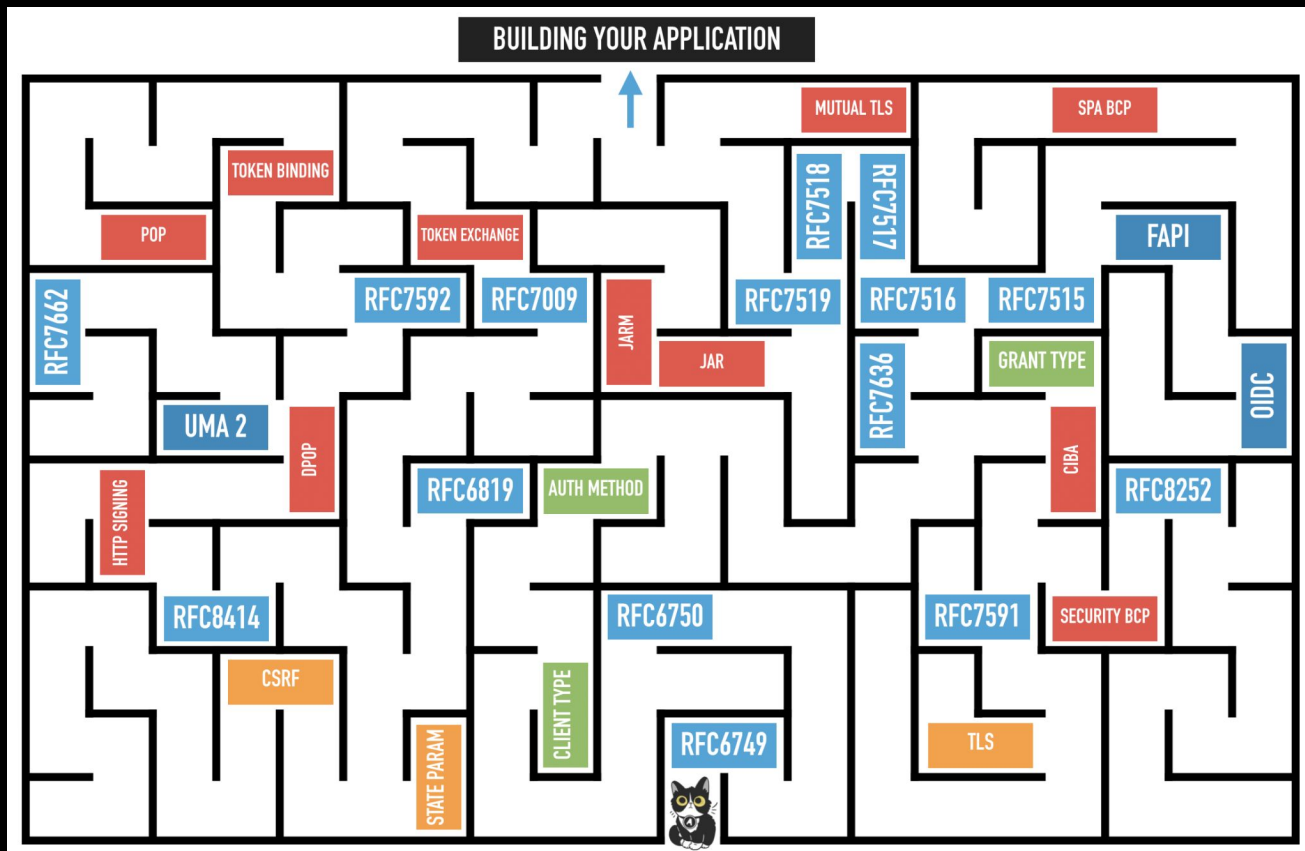 BUILDING YOUR APPLICATION
MUTUAL TLS
SPA BCP
TOKEN BINDING
RFC7518
RFC7517
POP
TOKEN EXCHANGE
FAPI
RFC7662
RFC7592
RFC7009
JARM
RFC7519
RFC7516
RFC7515
JAR
RFC7636
GRANT TYPE
OIDC
UMA 2
DPOP
CIBA
HTTP SIGNING
RFC6819
AUTH METHOD
RFC8252
RFC8414
RFC6750
RFC7591
SECURITY BCP
CSRF
CLIENT TYPE
STATE PARAM
RFC6749
TLS